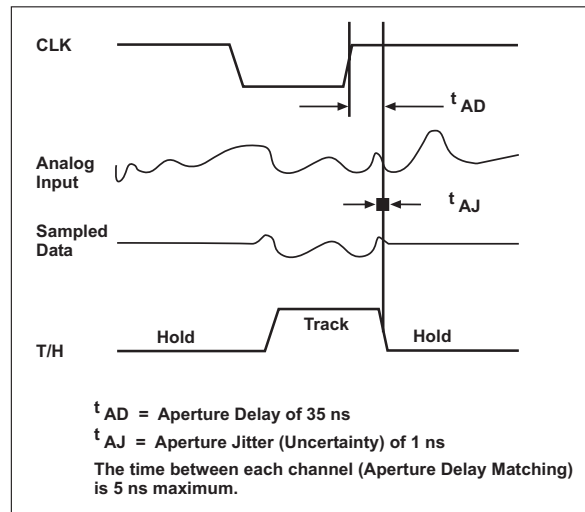 CLK
t AD
Analog
Input
t AJ
Sampled
Data
Hold
Track
Hold
T/H
t AD = Aperture Delay of 35 ns
t AJ = Aperture Jitter (Uncertainty) of 1 ns
The time between each channel (Aperture Delay Matching)
is 5 ns maximum.